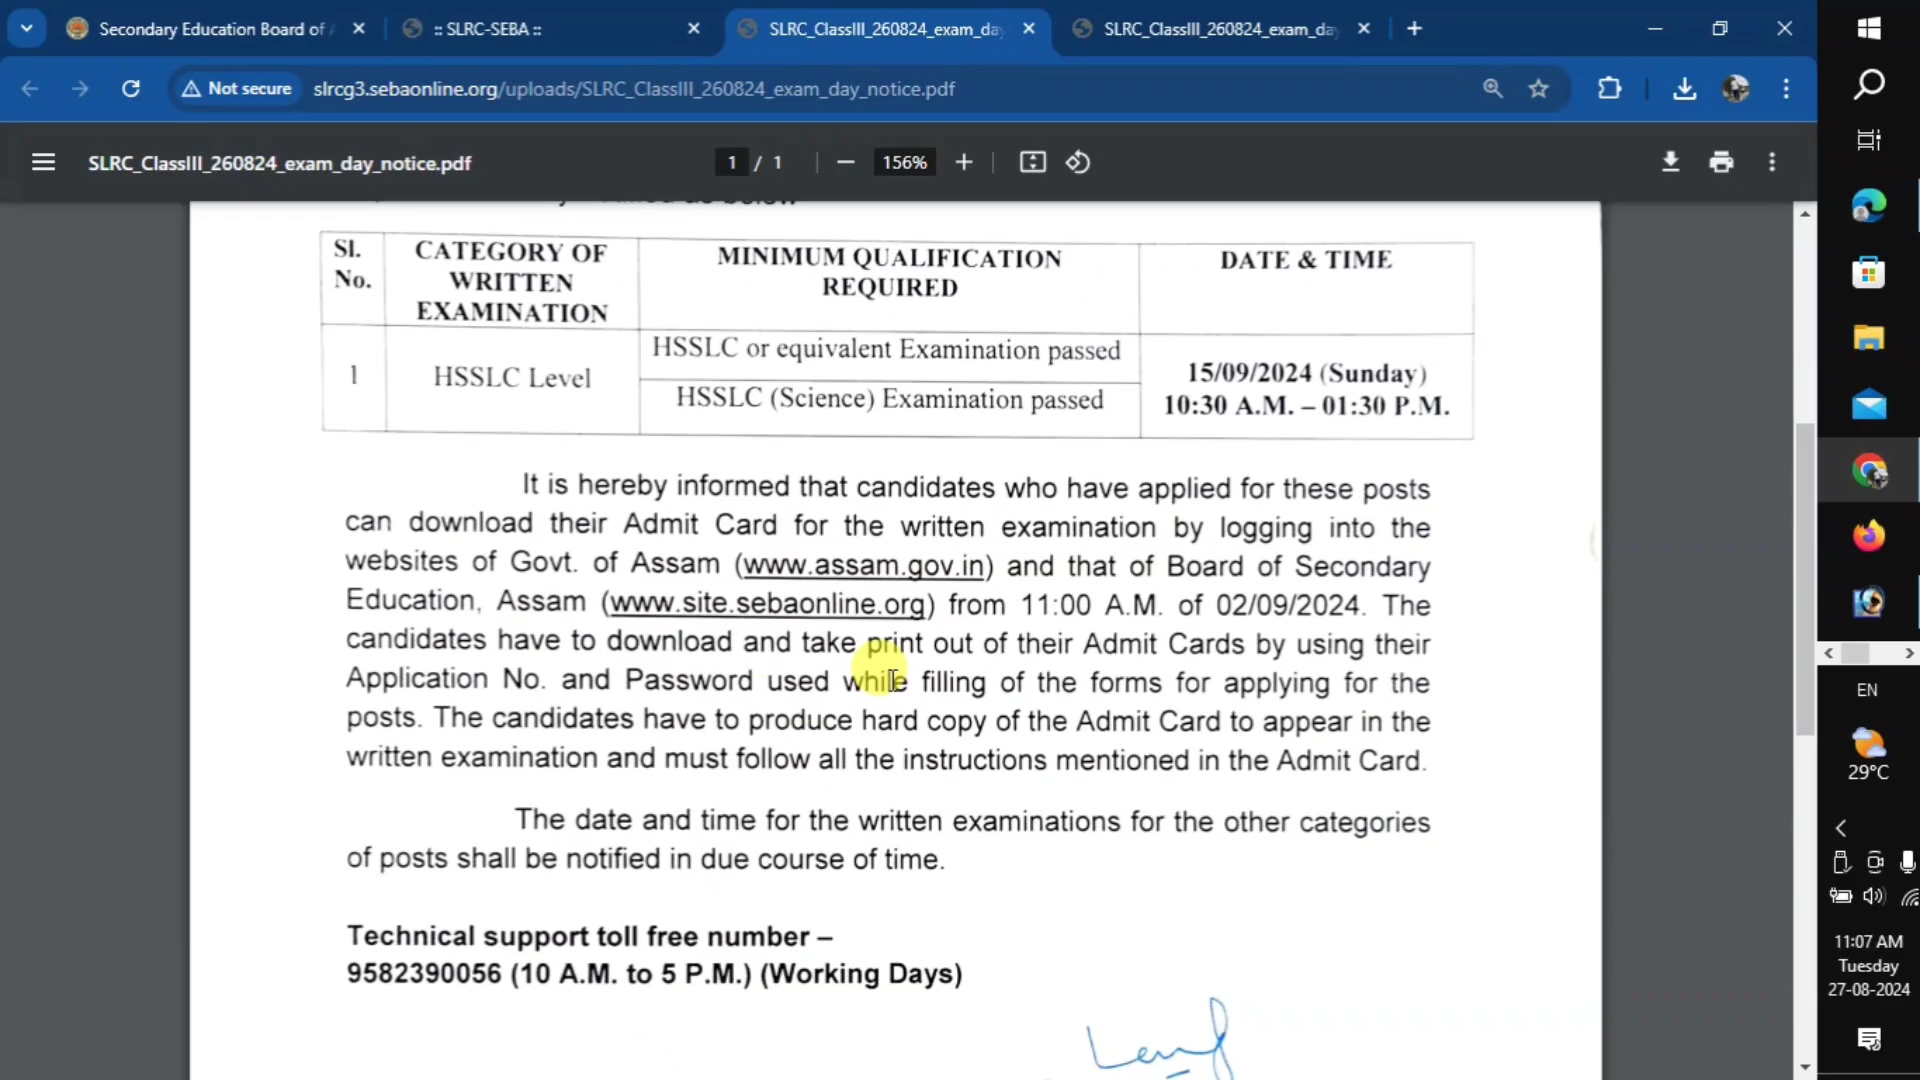 Secondary Education Board of A
:: SLRC-SEBA ::
SLRC_ClassIII_260824_exam_da
SLRC_ClassIII_260824_exam_da
Not secure
slrcg3.sebaonline.org/uploads/SLRC_ClassIII_260824_exam_day_notice.pdf
SLRC_ClassIII_260824_exam_day_notice.pdf
1 / 1
156%
as below
Sl. No.
CATEGORY OF WRITTEN EXAMINATION
MINIMUM QUALIFICATION REQUIRED
DATE & TIME
1
HSSLC Level
HSSLC or equivalent Examination passed
HSSLC (Science) Examination passed
15/09/2024 (Sunday)
10:30 A.M. – 01:30 P.M.
It is hereby informed that candidates who have applied for these posts
can download their Admit Card for the written examination by logging into the
websites of Govt. of Assam (www.assam.gov.in) and that of Board of Secondary
Education, Assam (www.site.sebaonline.org) from 11:00 A.M. of 02/09/2024. The
candidates have to download and take print out of their Admit Cards by using their
Application No. and Password used while filling of the forms for applying for the
posts. The candidates have to produce hard copy of the Admit Card to appear in the
written examination and must follow all the instructions mentioned in the Admit Card.
The date and time for the written examinations for the other categories
of posts shall be notified in due course of time.
Technical support toll free number –
9582390056 (10 A.M. to 5 P.M.) (Working Days)
EN
29°C
11:07 AM
Tuesday
27-08-2024